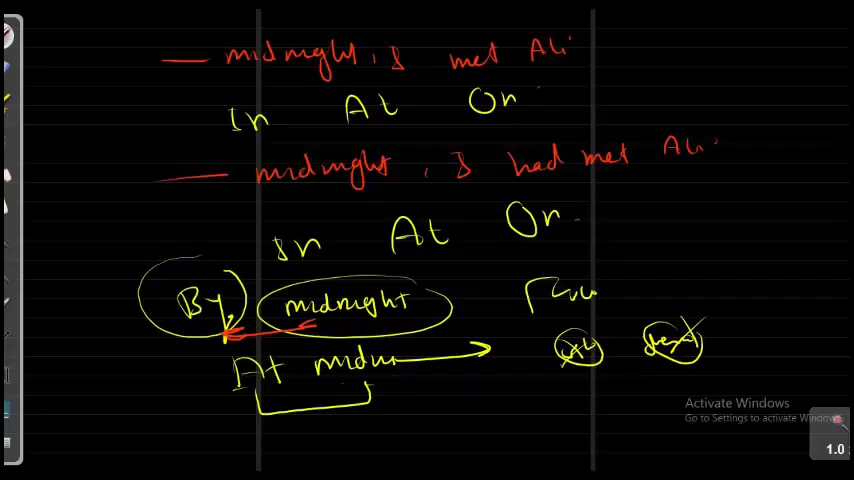 — midnight, I met Ali
In At On
— midnight, I had met Ali
In At On
By midnight
At
Activate Windows
Go to Settings to activate Windows.
1.0